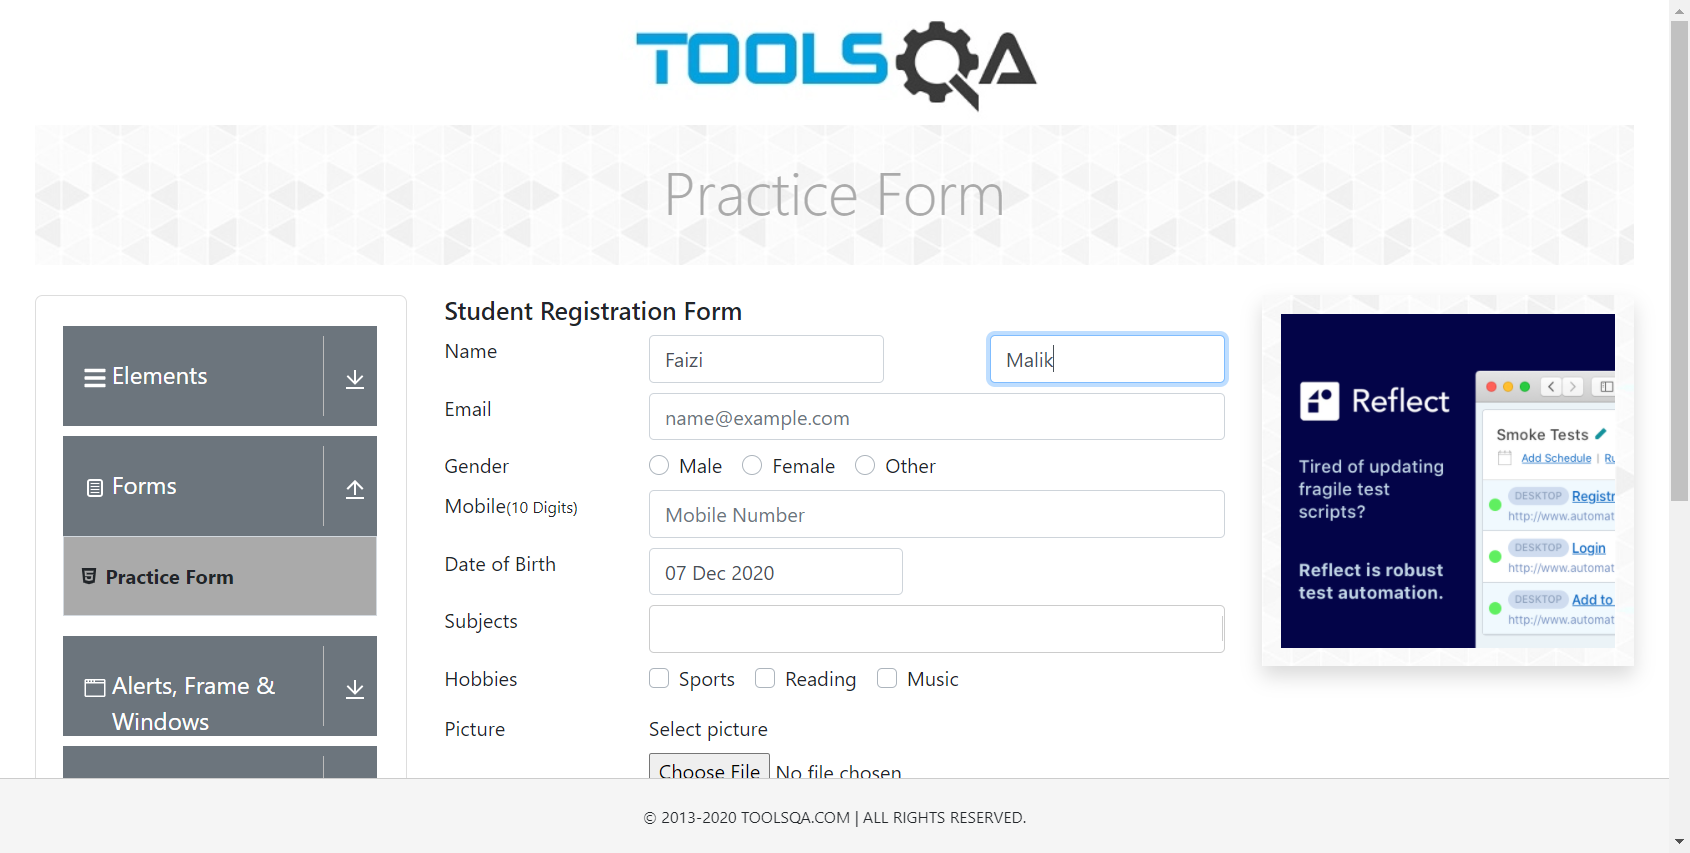 TOOLSQA
Practice Form
Elements
Forms
Practice Form
Alerts, Frame &
Windows
Student Registration Form
Name
Faizi
Malik
Email
name@example.com
Gender
Male
Female
Other
Mobile(10 Digits)
Mobile Number
Date of Birth
07 Dec 2020
Subjects
Hobbies
Sports
Reading
Music
Picture
Select picture
Choose File No file chosen
Reflect
Tired of updating
fragile test
scripts?
Reflect is robust
test automation.
Smoke Tests
Add Schedule | Ru
DESKTOP Registr
http://www.automat
DESKTOP Login
http://www.automat
DESKTOP Add to
http://www.automat
© 2013-2020 TOOLSQA.COM | ALL RIGHTS RESERVED.